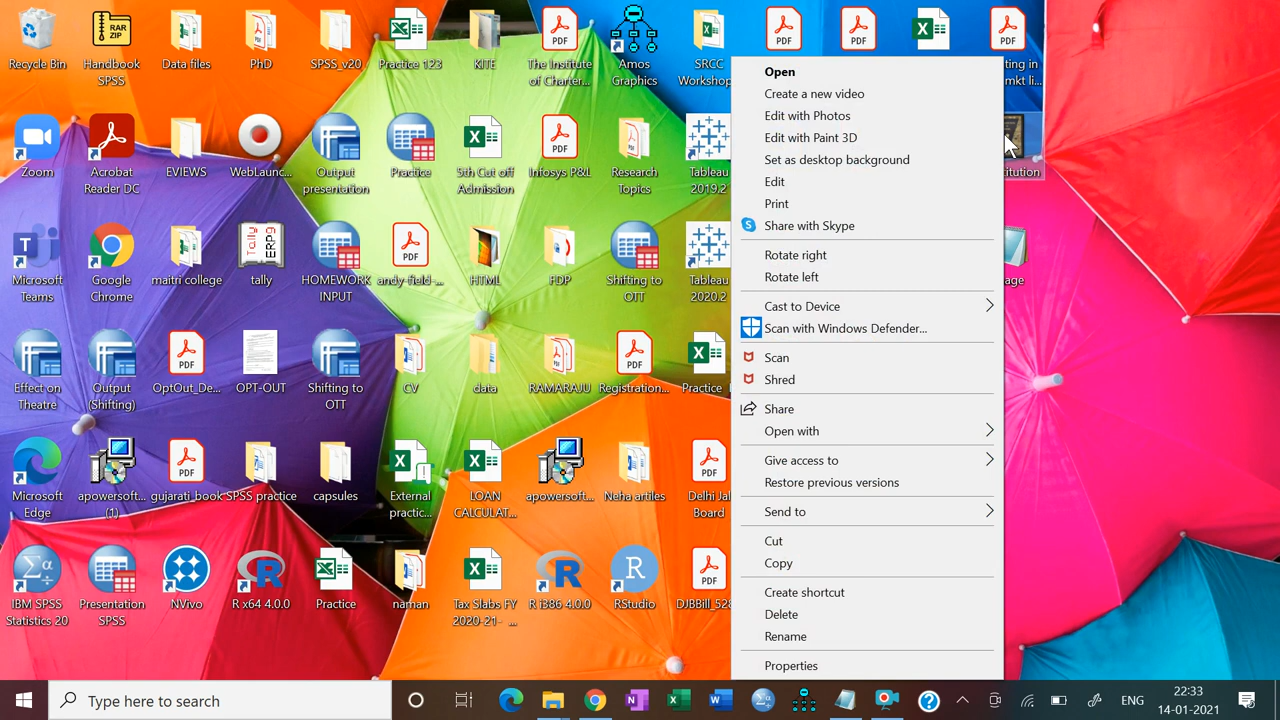 Recycle Bin
Handbook
SPSS
Data files
PhD
SPSS_v20
Practice 123
KITE
The Institute
of Charter...
Amos
Graphics
SRCC
Workshop
ting in
mkt li...
Zoom
Acrobat
Reader DC
EVIEWS
WebLaunc...
Output
presentation
Practice
5th Cut off
Admission
Infosys P&L
Research
Topics
Tableau
2019.2
titution
Microsoft
Teams
Google
Chrome
maitri college
tally
HOMEWORK
INPUT
andy-field-...
HTML
FDP
Shifting to
OTT
Tableau
2020.2
age
Effect on
Theatre
Output
(Shifting)
OptOut_De...
OPT-OUT
Shifting to
OTT
CV
data
RAMARAJU
Registration...
Practice
Microsoft
Edge
apowersoft...
(1)
gujarati_book
SPSS practice
capsules
External
practic...
LOAN
CALCULAT...
apowersoft...
Neha artiles
Delhi Jal
Board
IBM SPSS
Statistics 20
Presentation
SPSS
NVivo
R x64 4.0.0
Practice
naman
Tax Slabs FY
2020-21- ...
R i386 4.0.0
RStudio
DJBBill_528
Open
Create a new video
Edit with Photos
Edit with Paint 3D
Set as desktop background
Edit
Print
Share with Skype
Rotate right
Rotate left
Cast to Device
Scan with Windows Defender...
Scan
Shred
Share
Open with
Give access to
Restore previous versions
Send to
Cut
Copy
Create shortcut
Delete
Rename
Properties
Type here to search
ENG
22:33
14-01-2021